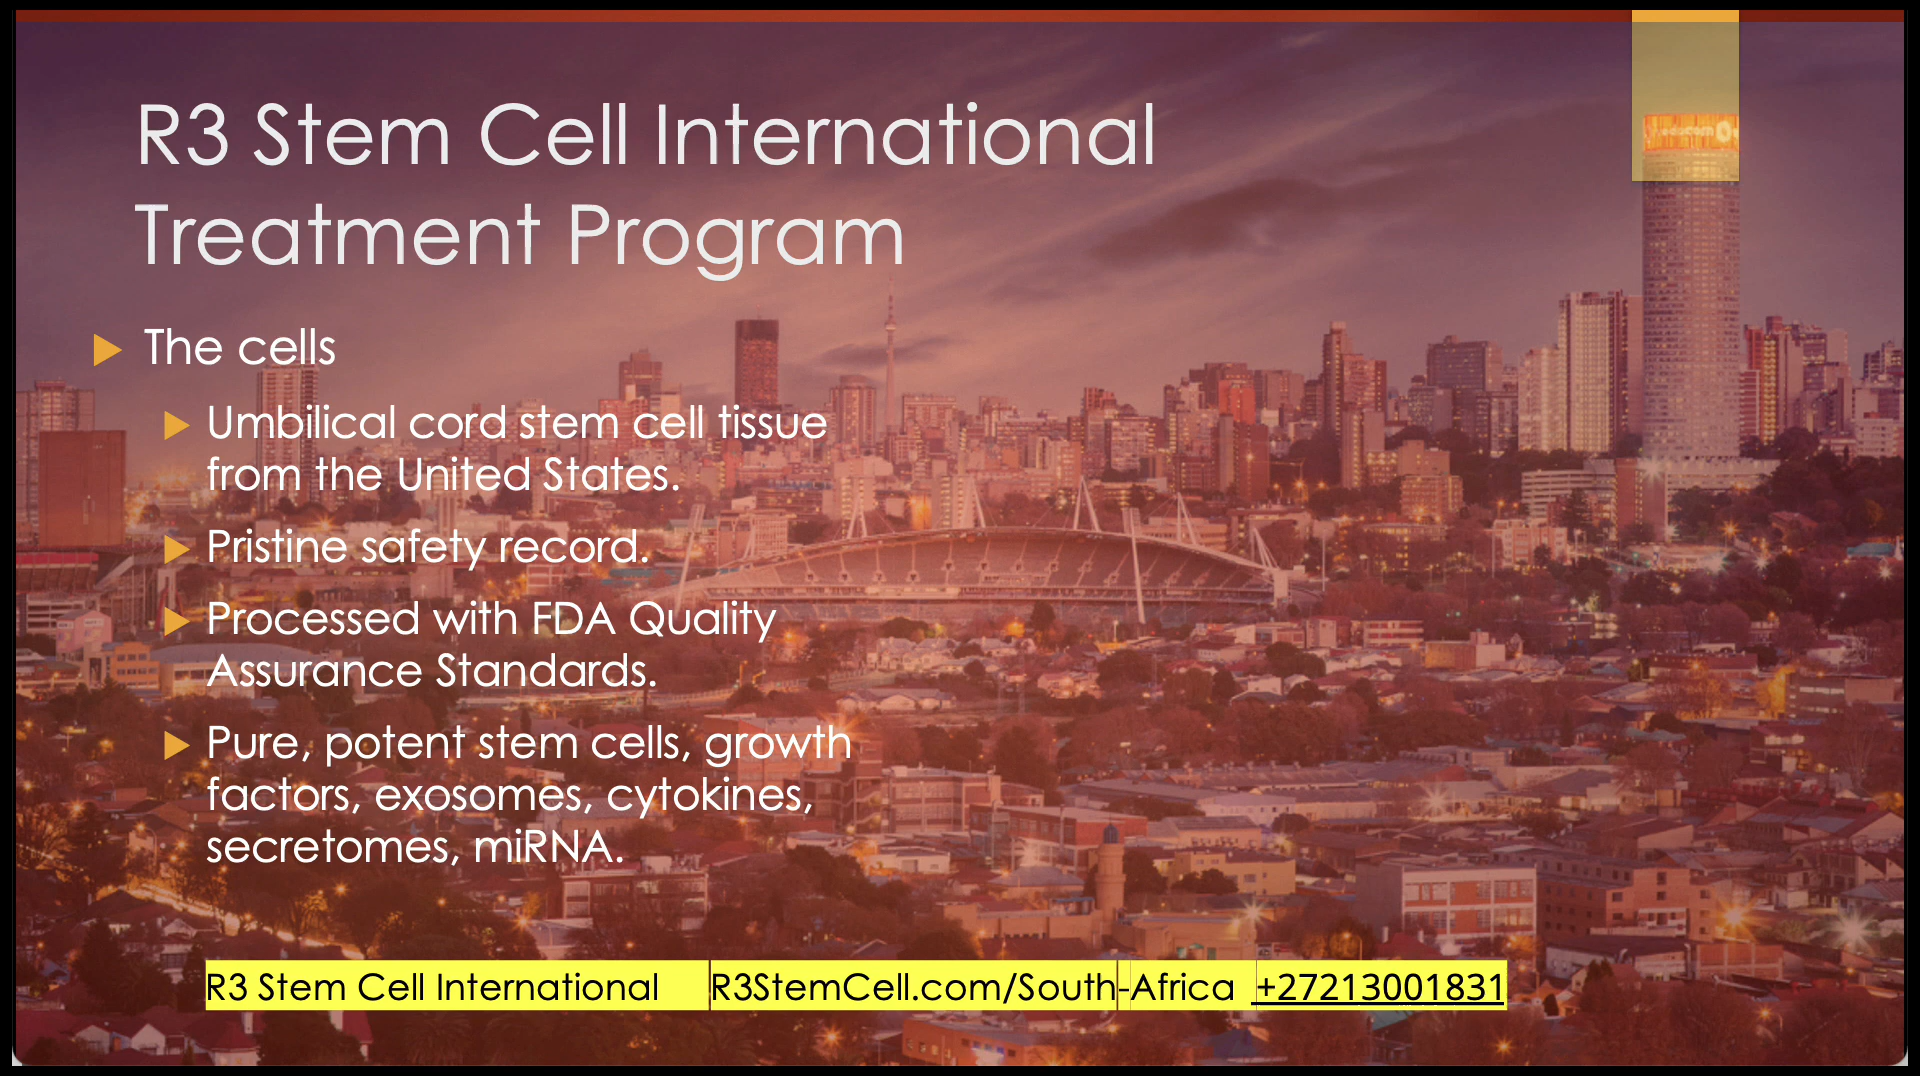 R3 Stem Cell International
Treatment Program
The cells
Umbilical cord stem cell tissue
from the United States.
Pristine safety record.
Processed with FDA Quality
Assurance Standards.
Pure, potent stem cells, growth
factors, exosomes, cytokines,
secretomes, miRNA.
R3 Stem Cell International R3StemCell.com/South-Africa +27213001831
vodacom